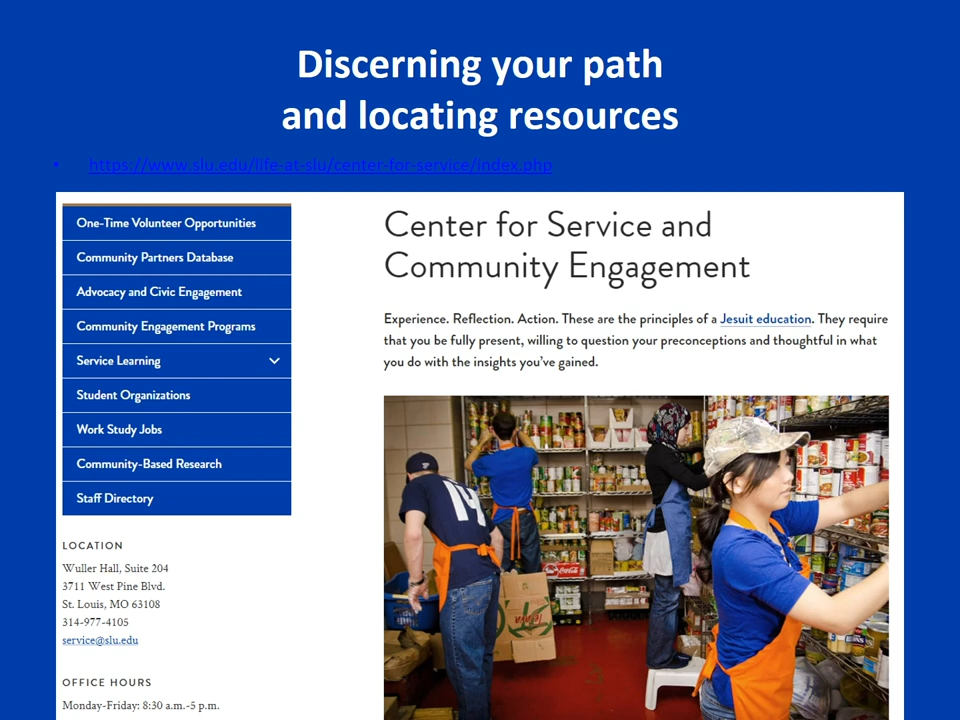 Discerning your path
and locating resources
• https://www.slu.edu/life-at-slu/center-for-service/index.php
One-Time Volunteer Opportunities
Community Partners Database
Advocacy and Civic Engagement
Community Engagement Programs
Service Learning
Student Organizations
Work Study Jobs
Community-Based Research
Staff Directory
LOCATION
Wuller Hall, Suite 204
3711 West Pine Blvd.
St. Louis, MO 63108
314-977-4105
service@slu.edu
OFFICE HOURS
Monday-Friday: 8:30 a.m.-5 p.m.
Center for Service and
Community Engagement
Experience. Reflection. Action. These are the principles of a Jesuit education. They require
that you be fully present, willing to question your preconceptions and thoughtful in what
you do with the insights you've gained.
14
Coca-Cola